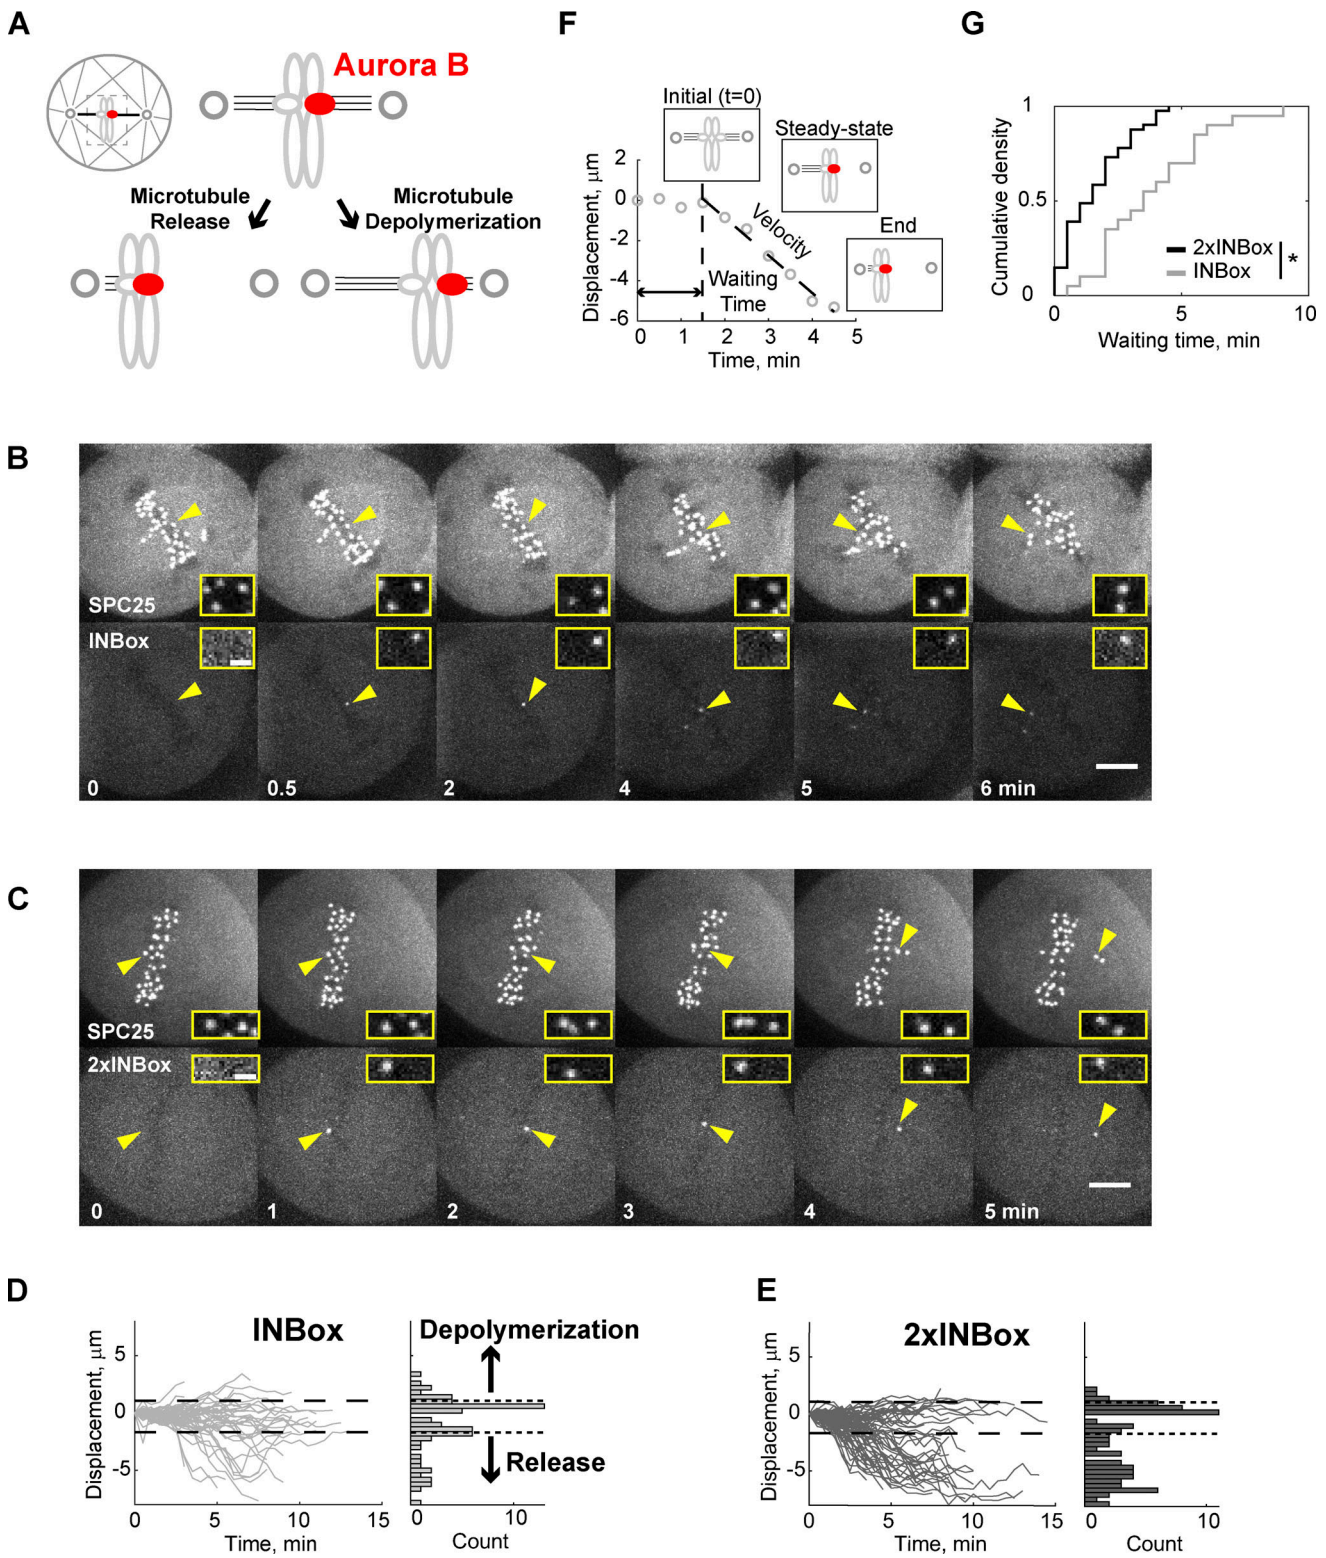 A
Aurora B
Microtubule
Release
Microtubule
Depolymerization
F
Initial (t=0)
Steady-state
End
Velocity
Waiting
Time
Displacement, μm
2
0
-2
-4
-6
0
1
2
3
4
5
Time, min
G
Cumulative density
1
0.5
0
2xINBox
INBox
*
0
5
10
Waiting time, min
B
SPC25
INBox
0
0.5
2
4
5
6 min
C
SPC25
2xINBox
0
1
2
3
4
5 min
D
INBox
Displacement, μm
5
0
-5
0
5
10
15
Time, min
Depolymerization
Release
0
10
Count
E
2xINBox
Displacement, μm
5
0
-5
0
5
10
15
Time, min
0
10
Count